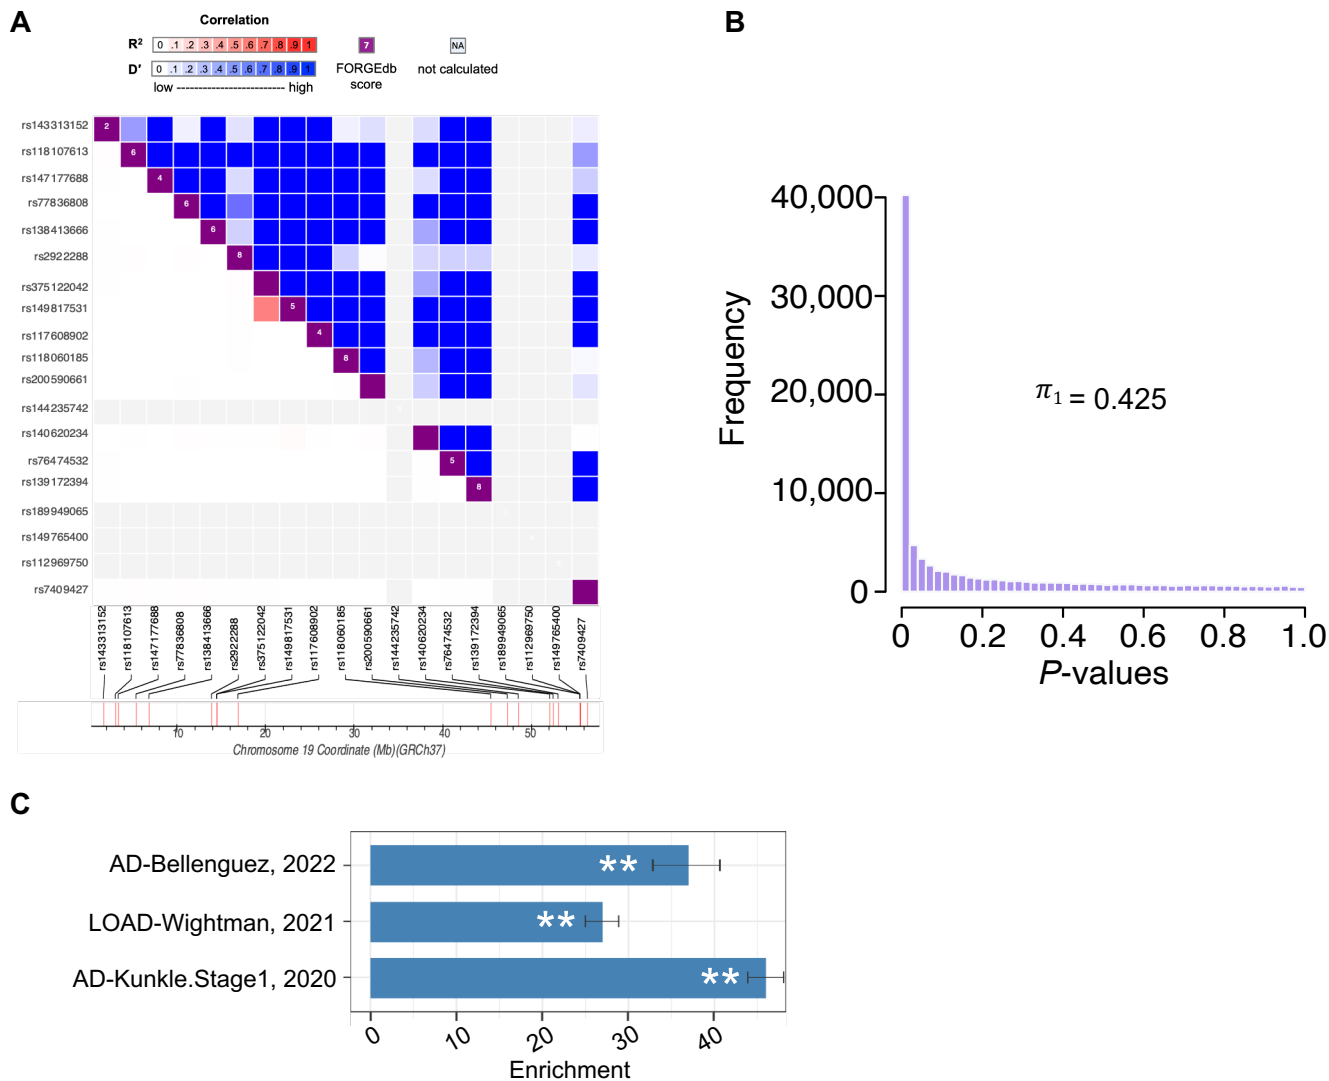 A
Correlation
R² 0 .1 .2 .3 .4 .5 .6 .7 .8 .9 1
D′ 0 .1 .2 .3 .4 .5 .6 .7 .8 .9 1
low -------------------------- high
7
FORGEdb
score
NA
not calculated
rs143313152 2
rs118107613 6
rs147177688 4
rs77836808 6
rs138413666 6
rs2922288 8
rs375122042
rs149817531 5
rs117608902 4
rs118060185 8
rs200590661
rs144235742
rs140620234
rs76474532 5
rs139172394 8
rs189949065
rs149765400
rs112969750
rs7409427
rs143313152
rs118107613
rs147177688
rs77836808
rs138413666
rs2922288
rs375122042
rs149817531
rs117608902
rs118060185
rs200590661
rs144235742
rs140620234
rs76474532
rs139172394
rs189949065
rs112969750
rs149765400
rs7409427
10 20 30 40 50
Chromosome 19 Coordinate (Mb)(GRCh37)
B
Frequency
40,000
30,000
20,000
10,000
0
π₁ = 0.425
0 0.2 0.4 0.6 0.8 1.0
P-values
C
AD-Bellenguez, 2022 **
LOAD-Wightman, 2021 **
AD-Kunkle.Stage1, 2020 **
0 10 20 30 40
Enrichment